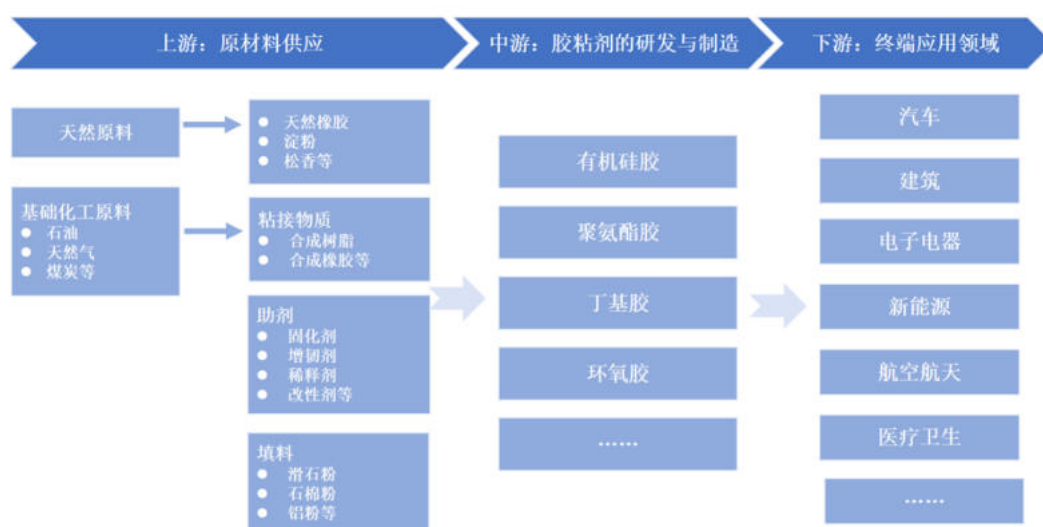 上游：原材料供应
中游：胶粘剂的研发与制造
下游：终端应用领域
天然原料
● 天然橡胶
● 淀粉
● 松香等
基础化工原料
● 石油
● 天然气
● 煤炭等
粘接物质
● 合成树脂
● 合成橡胶等
助剂
● 固化剂
● 增韧剂
● 稀释剂
● 改性剂等
填料
● 滑石粉
● 石棉粉
● 铝粉等
有机硅胶
聚氨酯胶
丁基胶
环氧胶
……
汽车
建筑
电子电器
新能源
航空航天
医疗卫生
……